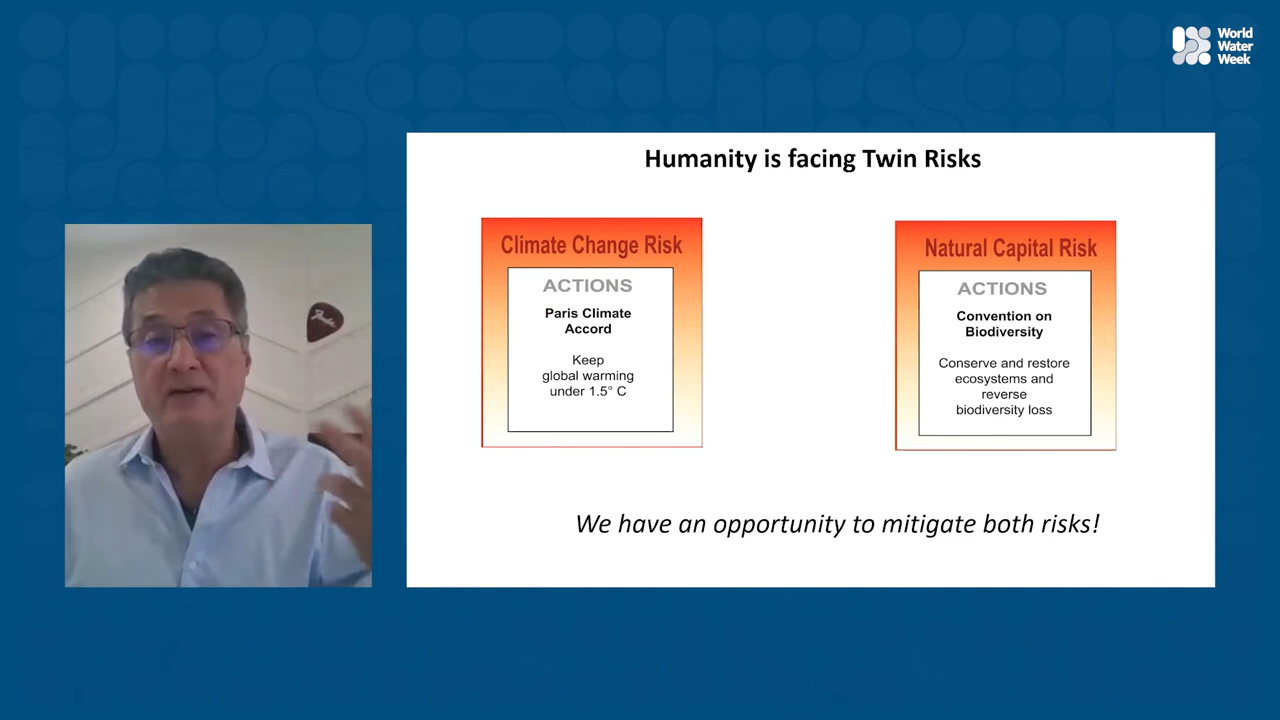 World
Water
Week
Humanity is facing Twin Risks
Climate Change Risk
ACTIONS
Paris Climate
Accord
Keep
global warming
under 1.5° C
Natural Capital Risk
ACTIONS
Convention on
Biodiversity
Conserve and restore
ecosystems and
reverse
biodiversity loss
We have an opportunity to mitigate both risks!
Fender